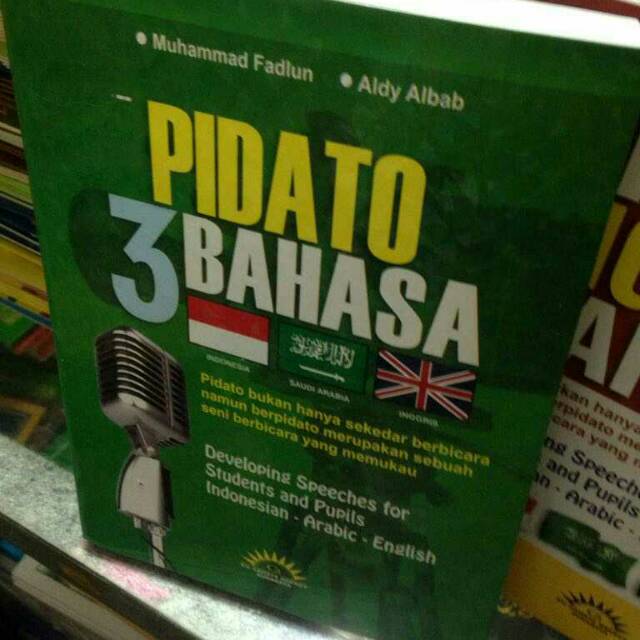 Muhammad Fadlun
Aldy Albab
PIDATO
3 BAHASA
INDONESIA
SAUDI ARABIA
INGGRIS
Pidato bukan hanya sekedar berbicara
namun berpidato merupakan sebuah
seni berbicara yang memukau
Developing Speeches for
Students and Pupils
Indonesian - Arabic - English